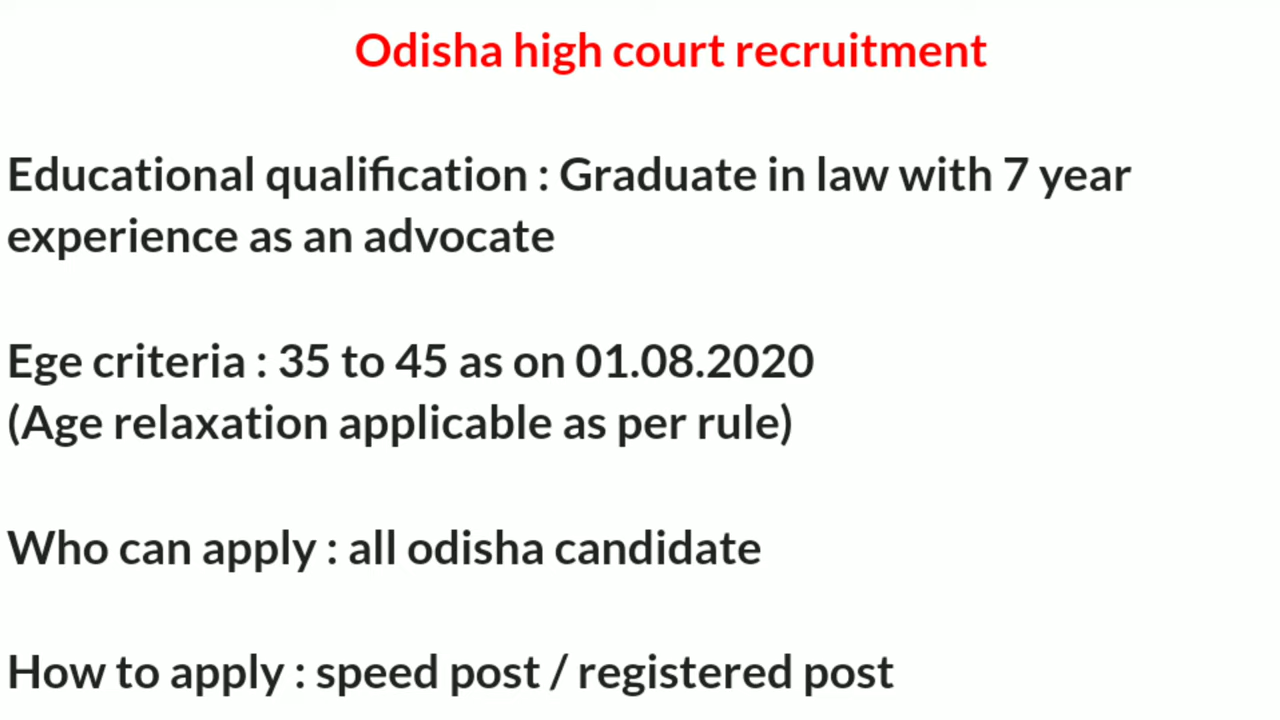 Odisha high court recruitment
Educational qualification : Graduate in law with 7 year
experience as an advocate
Ege criteria : 35 to 45 as on 01.08.2020
(Age relaxation applicable as per rule)
Who can apply : all odisha candidate
How to apply : speed post / registered post